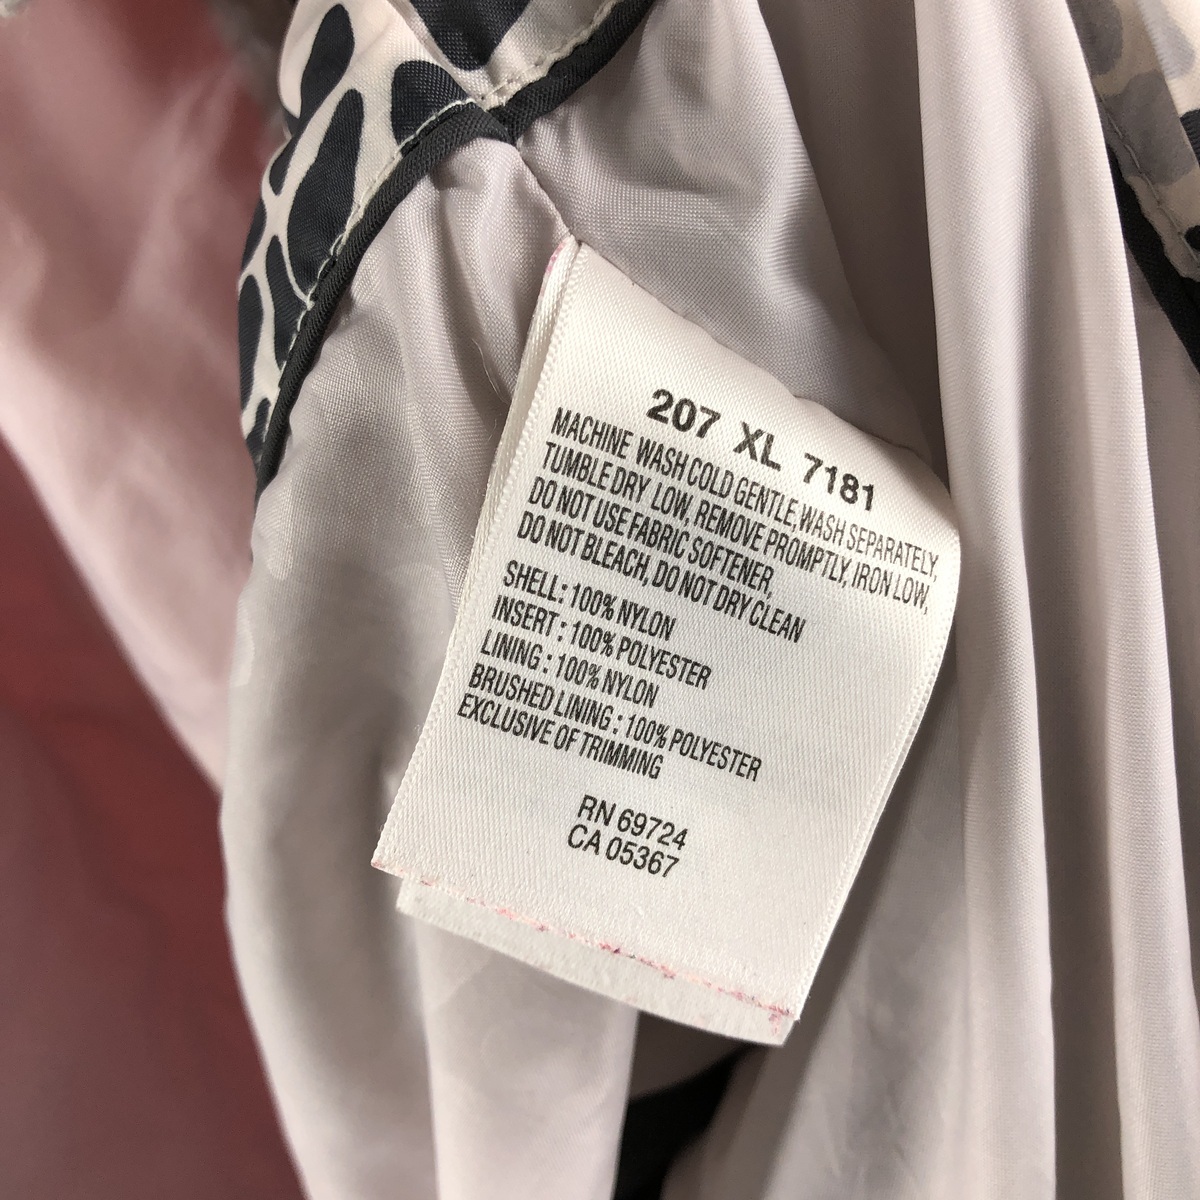 207 XL 7181
MACHINE WASH COLD GENTLE, WASH SEPARATELY,
TUMBLE DRY LOW, REMOVE PROMPTLY, IRON LOW,
DO NOT USE FABRIC SOFTENER,
DO NOT BLEACH, DO NOT DRY CLEAN
SHELL : 100% NYLON
INSERT : 100% POLYESTER
LINING : 100% NYLON
BRUSHED LINING : 100% POLYESTER
EXCLUSIVE OF TRIMMING
RN 69724
CA 05367